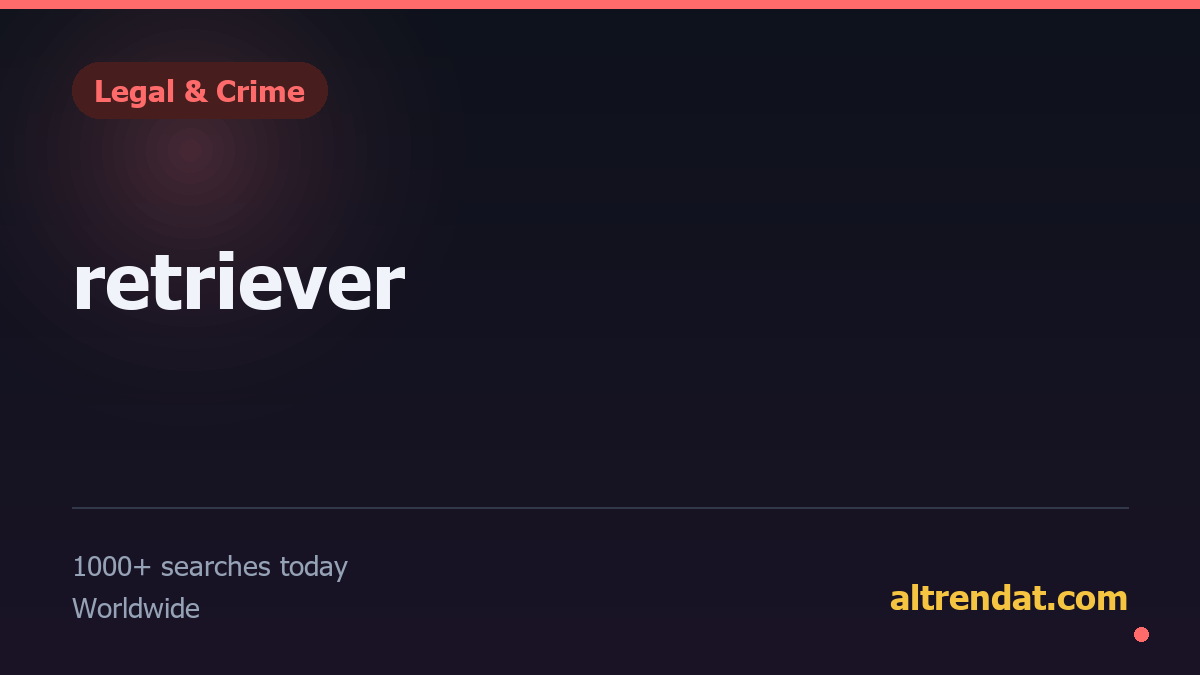 Legal & Crime
retriever
1000+ searches today
Worldwide
altrendat.com